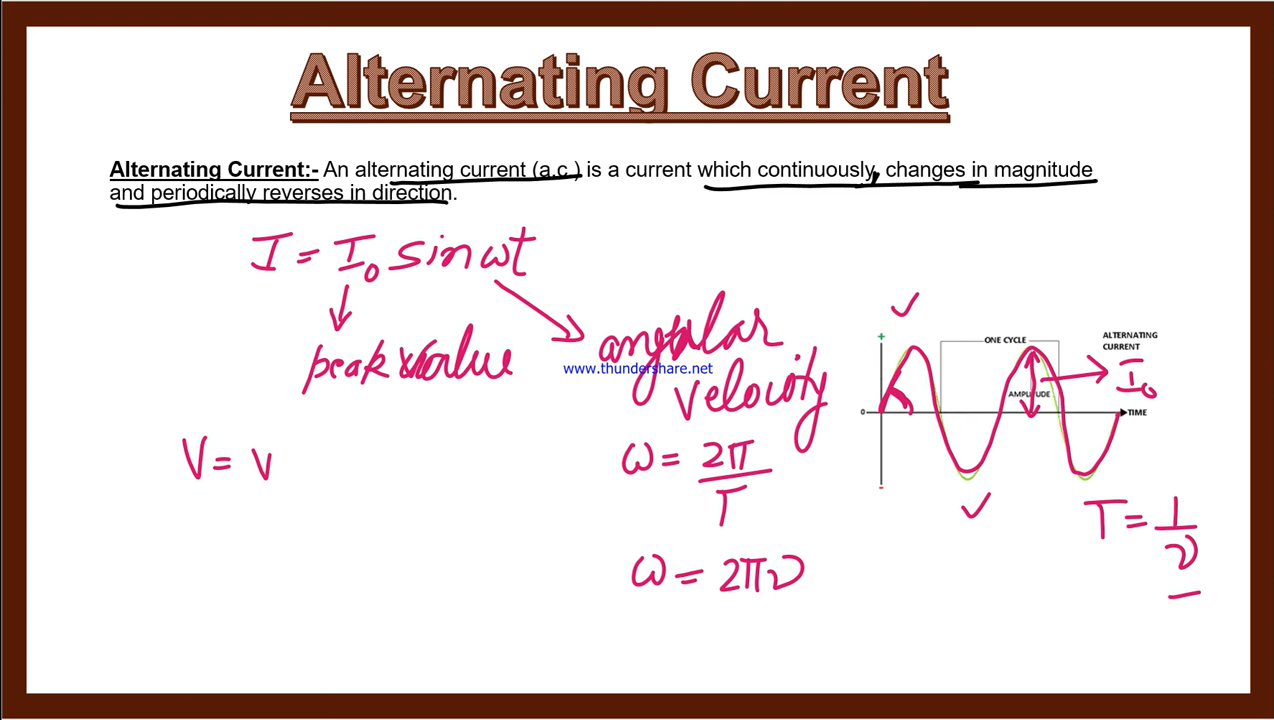 Alternating Current
Alternating Current:- An alternating current (a.c.) is a current which continuously, changes in magnitude
and periodically reverses in direction.
I = I₀ sin ωt
peak value
angular
velocity
www.thundershare.net
ω = 2π/T
ω = 2πν
V = V
+
ONE CYCLE
ALTERNATING
CURRENT
I₀
AMPLITUDE
0
TIME
-
T = 1/ν